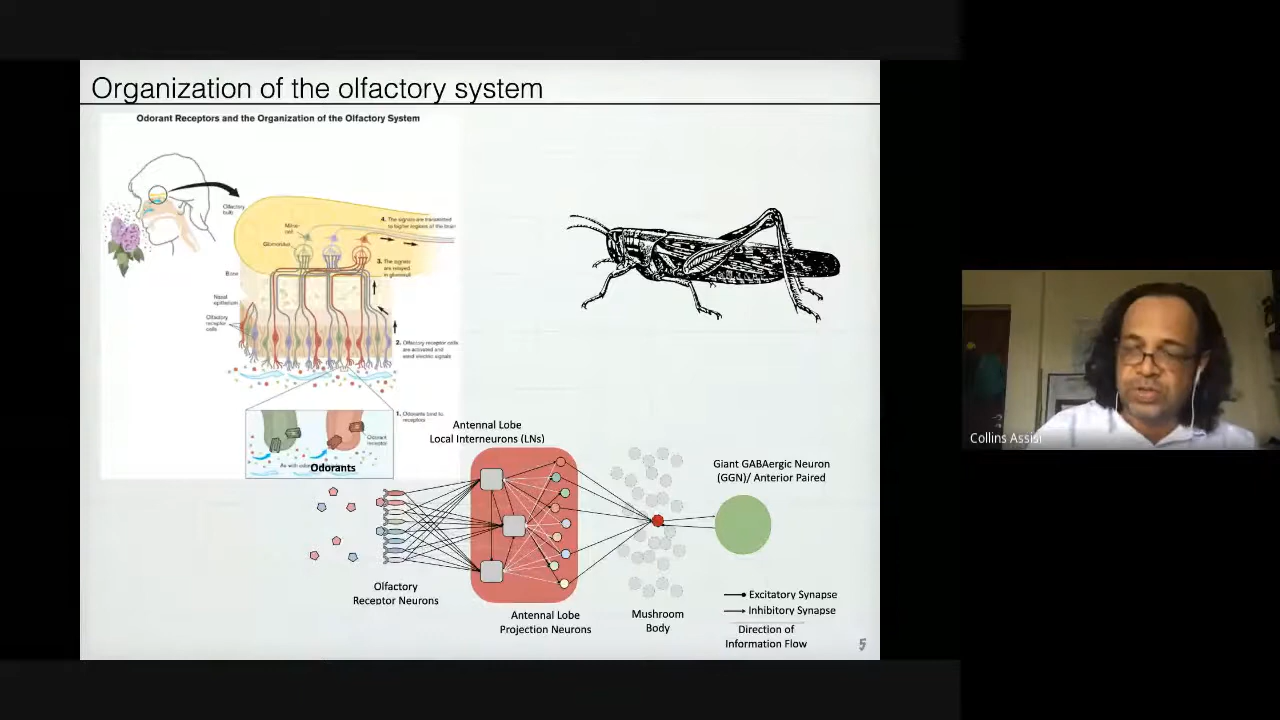 Organization of the olfactory system
Odorant Receptors and the Organization of the Olfactory System
Olfactory
bulb
4. The signals are transmitted
to higher regions of the brain
Mitral
cell
Glomerulus
3. The signals
are relayed
in glomeruli
Bone
Nasal
epithelium
Olfactory
receptor
cells
2. Olfactory receptor cells
are activated and
send electric signals
1. Odorants bind to
receptors
Odorant
receptor
Air with
Odorants
Antennal Lobe
Local Interneurons (LNs)
Giant GABAergic Neuron
(GGN)/ Anterior Paired
Olfactory
Receptor Neurons
Antennal Lobe
Projection Neurons
Mushroom
Body
Excitatory Synapse
Inhibitory Synapse
Direction of
Information Flow
5
Collins Assisi